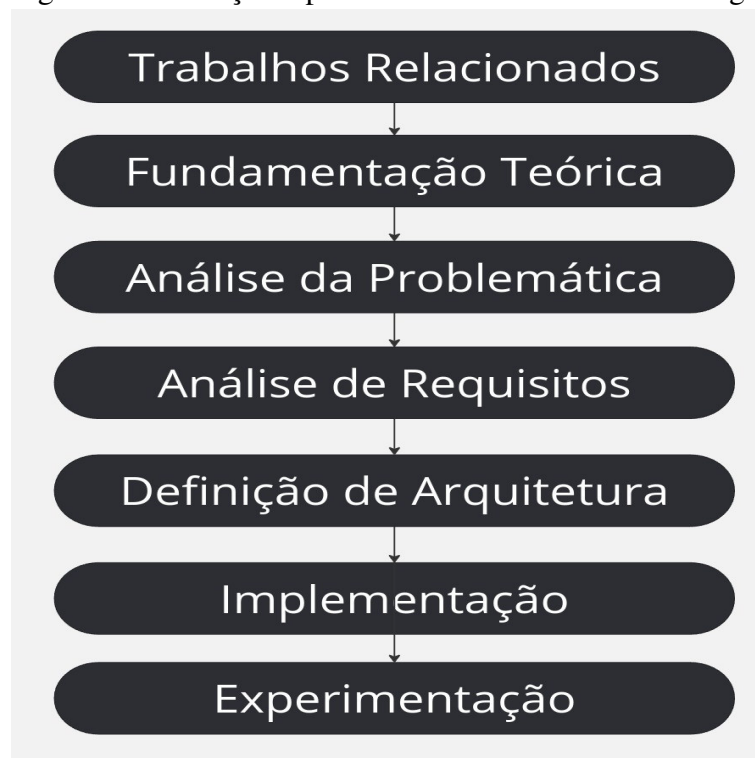 Trabalhos Relacionados
Fundamentação Teórica
Análise da Problemática
Análise de Requisitos
Definição de Arquitetura
Implementação
Experimentação